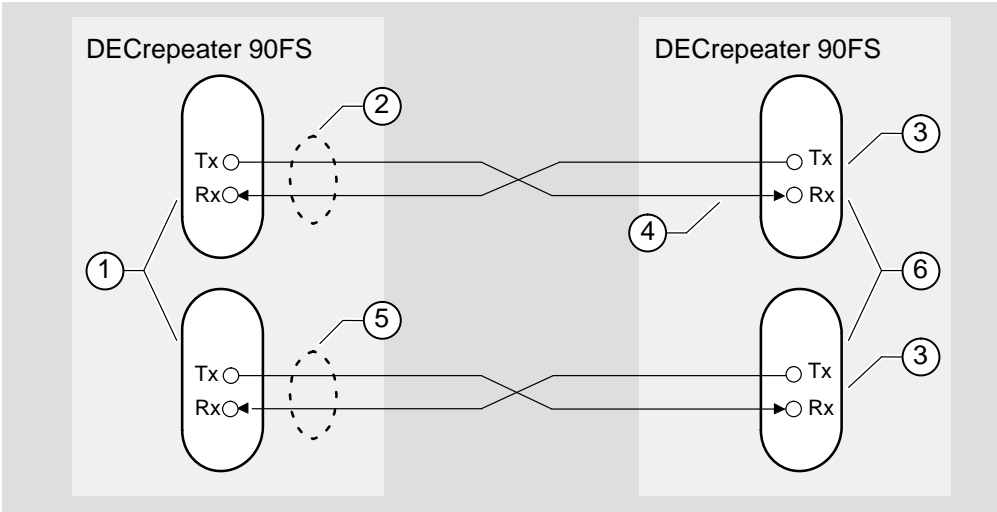 DECrepeater 90FS
DECrepeater 90FS
2
3
Tx
Tx
Rx
Rx
4
1
6
5
3
Tx
Tx
Rx
Rx